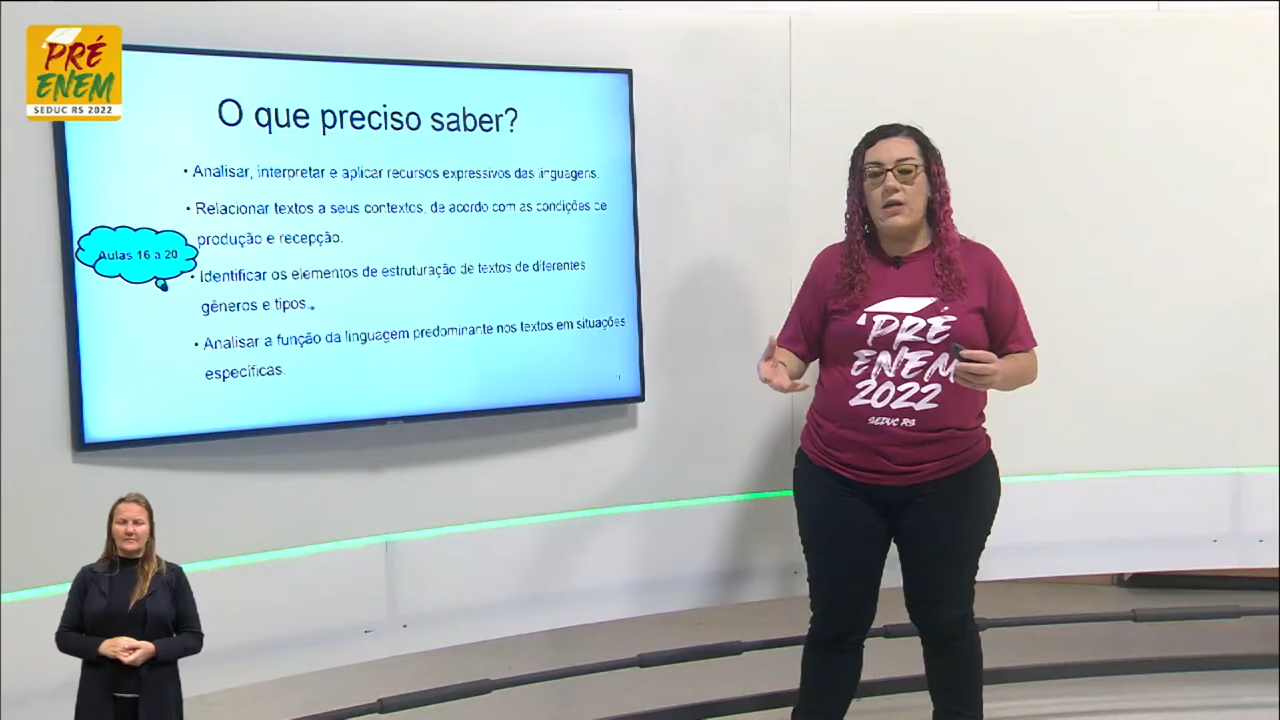 PRÉ
ENEM
SEDUC RS 2022
O que preciso saber?
• Analisar, interpretar e aplicar recursos expressivos das linguagens.
• Relacionar textos a seus contextos, de acordo com as condições de
produção e recepção.
Aulas 16 a 20
• Identificar os elementos de estruturação de textos de diferentes
gêneros e tipos.
• Analisar a função da linguagem predominante nos textos em situações
específicas.
PRÉ
ENEM
2022
SEDUC RS